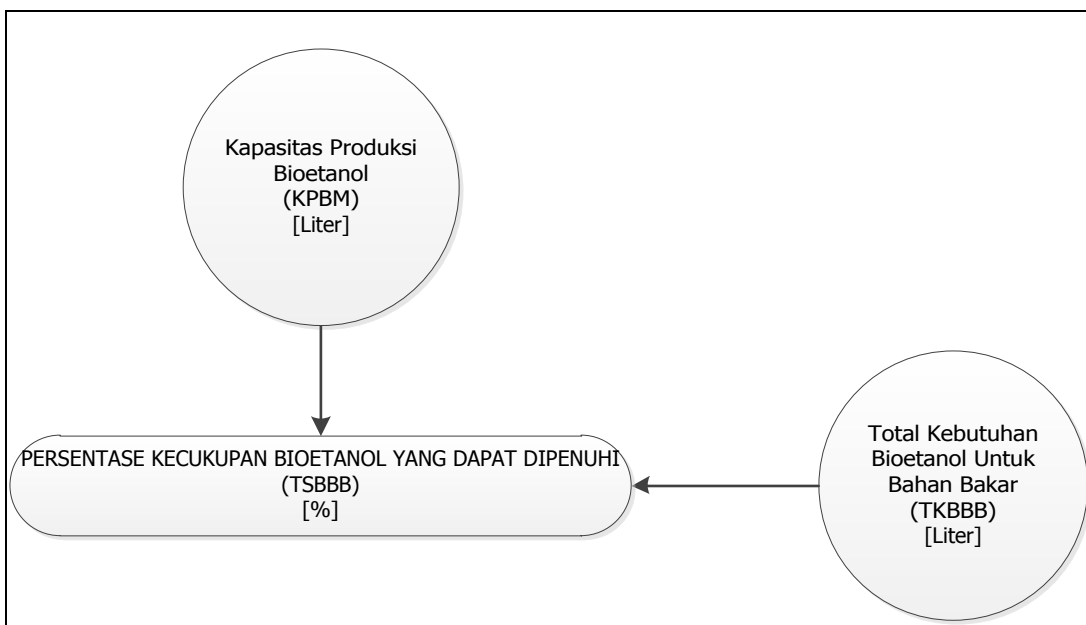 Kapasitas Produksi
Bioetanol
(KPBM)
[Liter]
PERSENTASE KECUKUPAN BIOETANOL YANG DAPAT DIPENUHI
(TSBBB)
[%]
Total Kebutuhan
Bioetanol Untuk
Bahan Bakar
(TKBBB)
[Liter]